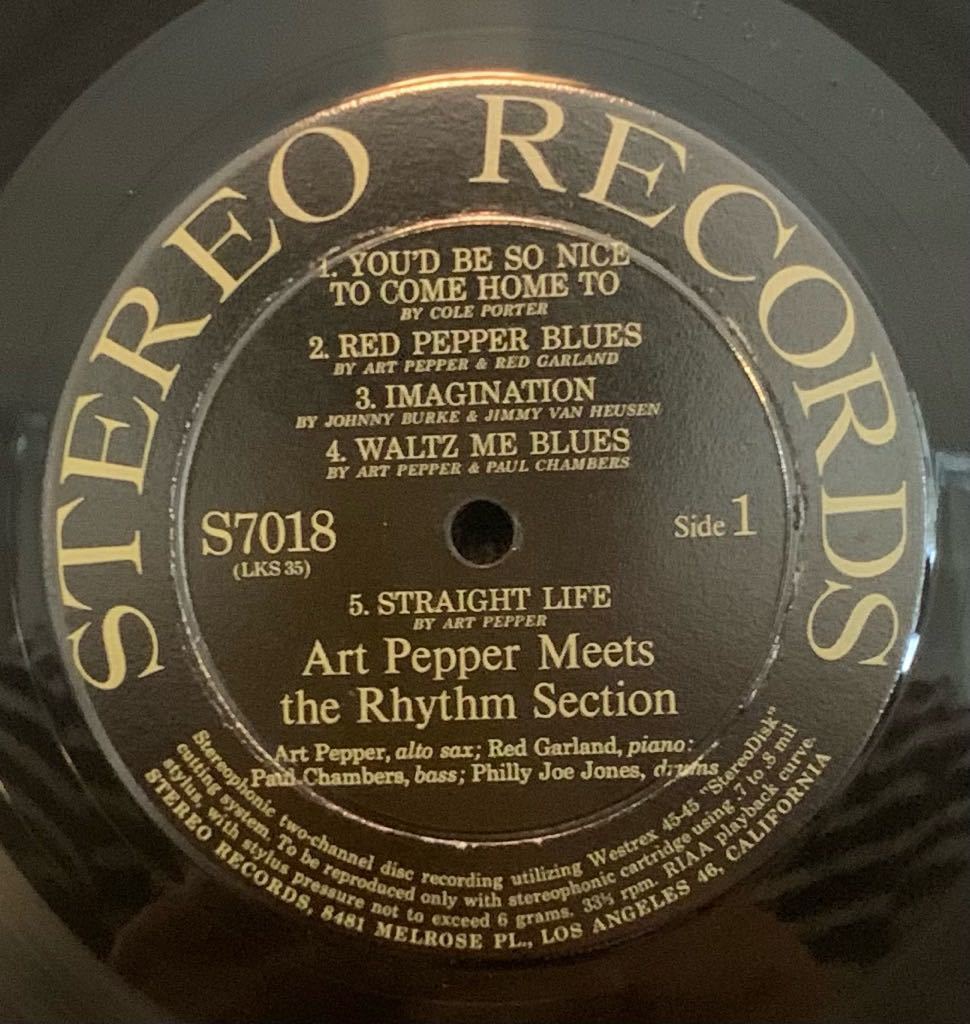 STEREO RECORDS
1. YOU'D BE SO NICE
TO COME HOME TO
BY COLE PORTER
2. RED PEPPER BLUES
BY ART PEPPER & RED GARLAND
3. IMAGINATION
BY JOHNNY BURKE & JIMMY VAN HEUSEN
4. WALTZ ME BLUES
BY ART PEPPER & PAUL CHAMBERS
S7018
(LKS 35)
Side 1
5. STRAIGHT LIFE
BY ART PEPPER
Art Pepper Meets
the Rhythm Section
Art Pepper, alto sax; Red Garland, piano:
Paul Chambers, bass; Philly Joe Jones, drums
Stereophonic two-channel disc recording utilizing Westrex 45-45 "StereoDisk"
cutting system. To be reproduced only with stereophonic cartridge using .7 to .8 mil
stylus, with stylus pressure not to exceed 6 grams. 33⅓ rpm. RIAA playback curve.
STEREO RECORDS, 8481 MELROSE PL., LOS ANGELES 46, CALIFORNIA